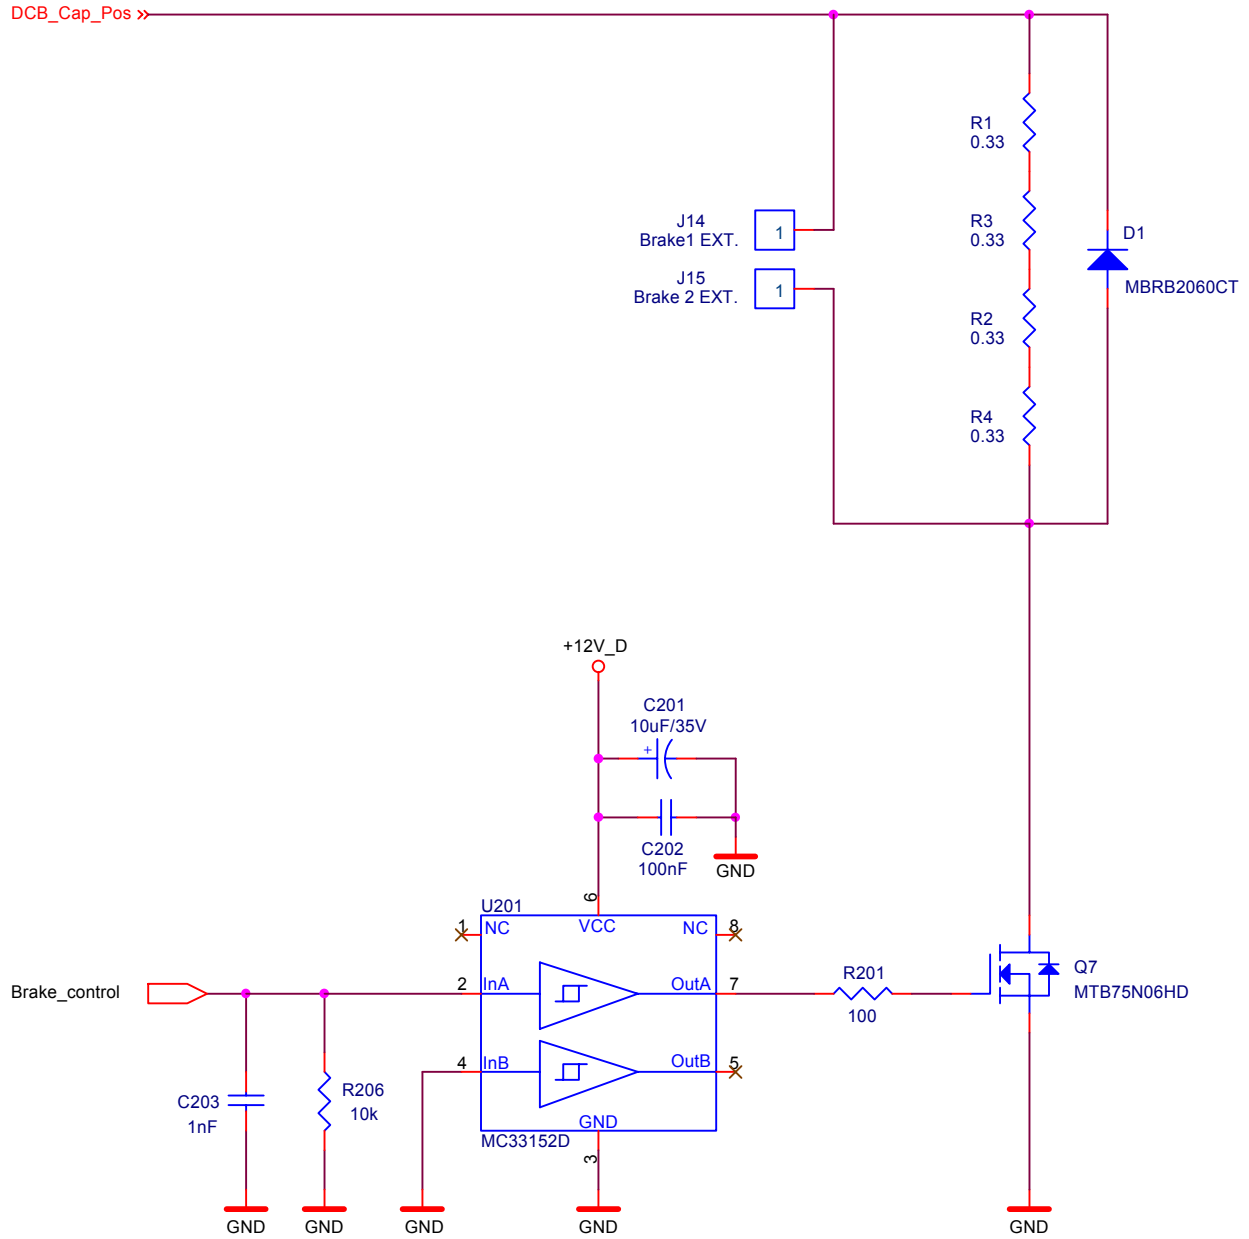 DCB_Cap_Pos
R1
0.33
J14
Brake1 EXT.
1
R3
0.33
D1
MBRB2060CT
J15
Brake 2 EXT.
1
R2
0.33
R4
0.33
+12V_D
C201
10uF/35V
+
C202
100nF
GND
6
U201
1
NC
VCC
NC
8
Brake_control
2
InA
OutA
7
R201
100
Q7
MTB75N06HD
4
InB
OutB
5
C203
1nF
R206
10k
GND
MC33152D
3
GND
GND
GND
GND
GND